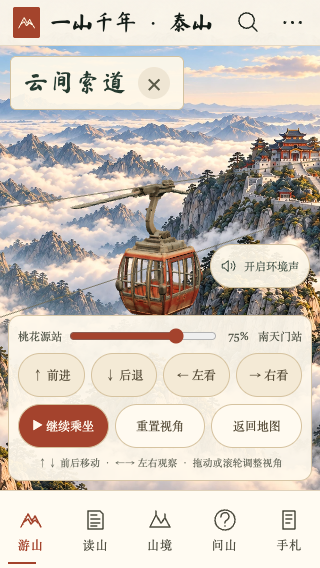 一山千年 · 泰山
云间索道
开启环境声
桃花源站 75% 南天门站
↑ 前进 ↓ 后退 ← 左看 → 右看
继续乘坐 重置视角 返回地图
↑ ↓ 前后移动 · ←→ 左右观察 · 拖动或滚轮调整视角
游山 读山 山境 问山 手札